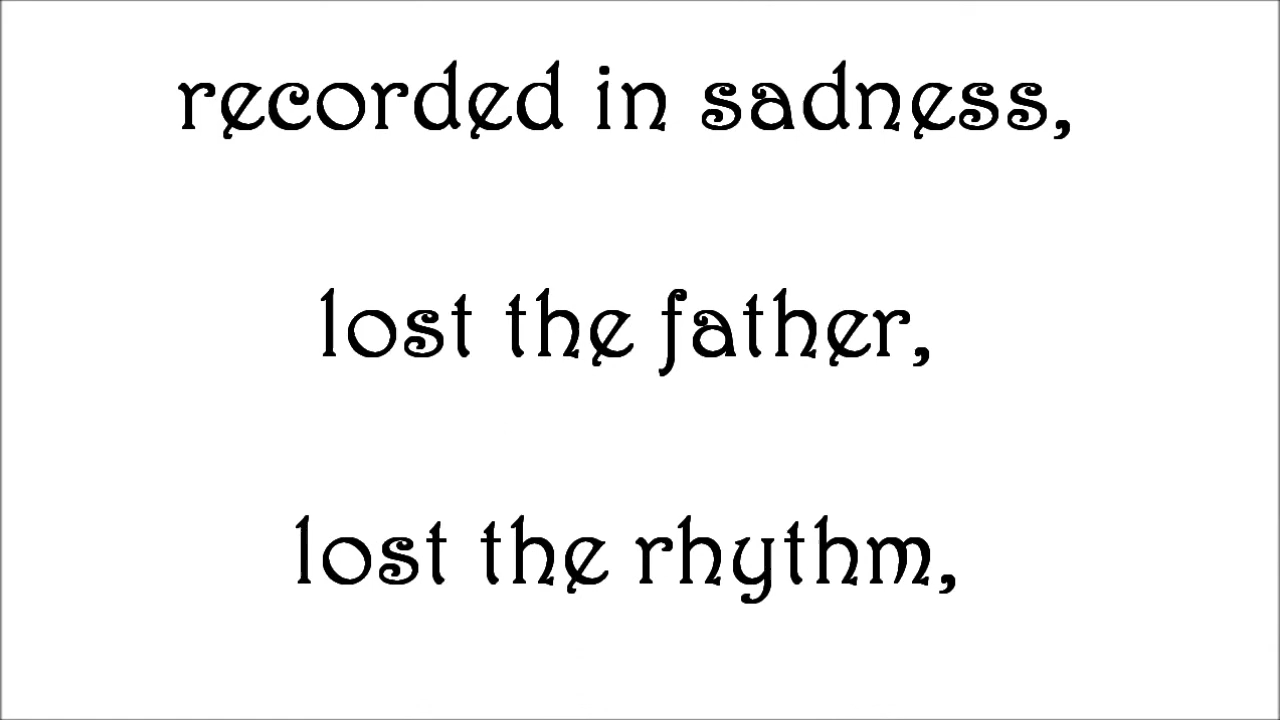 recorded in sadness,
lost the father,
lost the rhythm,